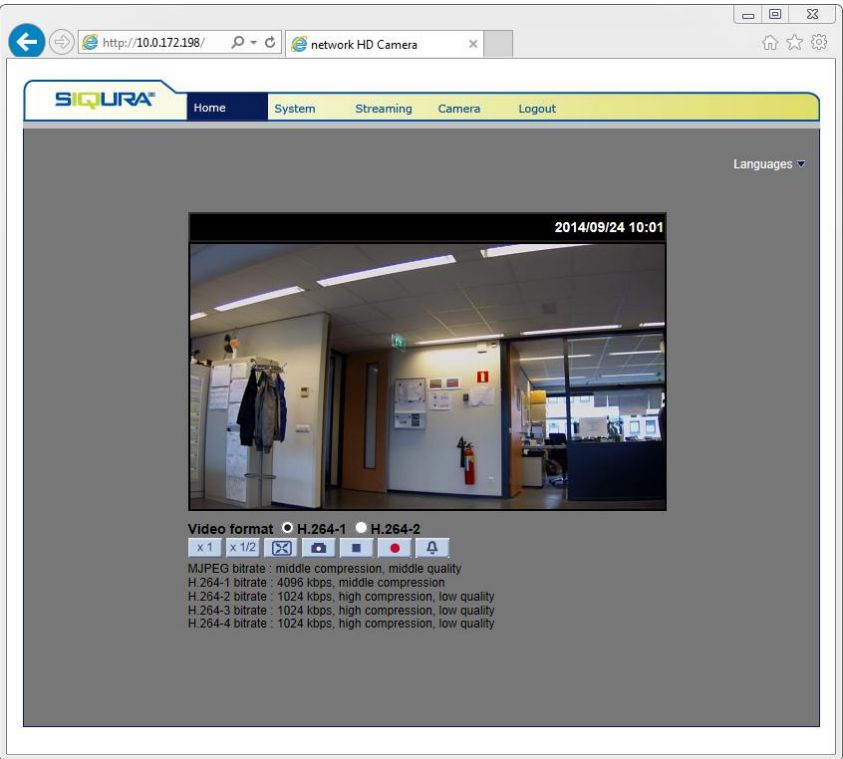 http://10.0.172.198/
network HD Camera
SIQURA®
Home System Streaming Camera Logout
Languages
2014/09/24 10:01
Video format H.264-1 H.264-2
x 1 x 1/2
MJPEG bitrate : middle compression, middle quality
H.264-1 bitrate : 4096 kbps, middle compression
H.264-2 bitrate : 1024 kbps, high compression, low quality
H.264-3 bitrate : 1024 kbps, high compression, low quality
H.264-4 bitrate : 1024 kbps, high compression, low quality